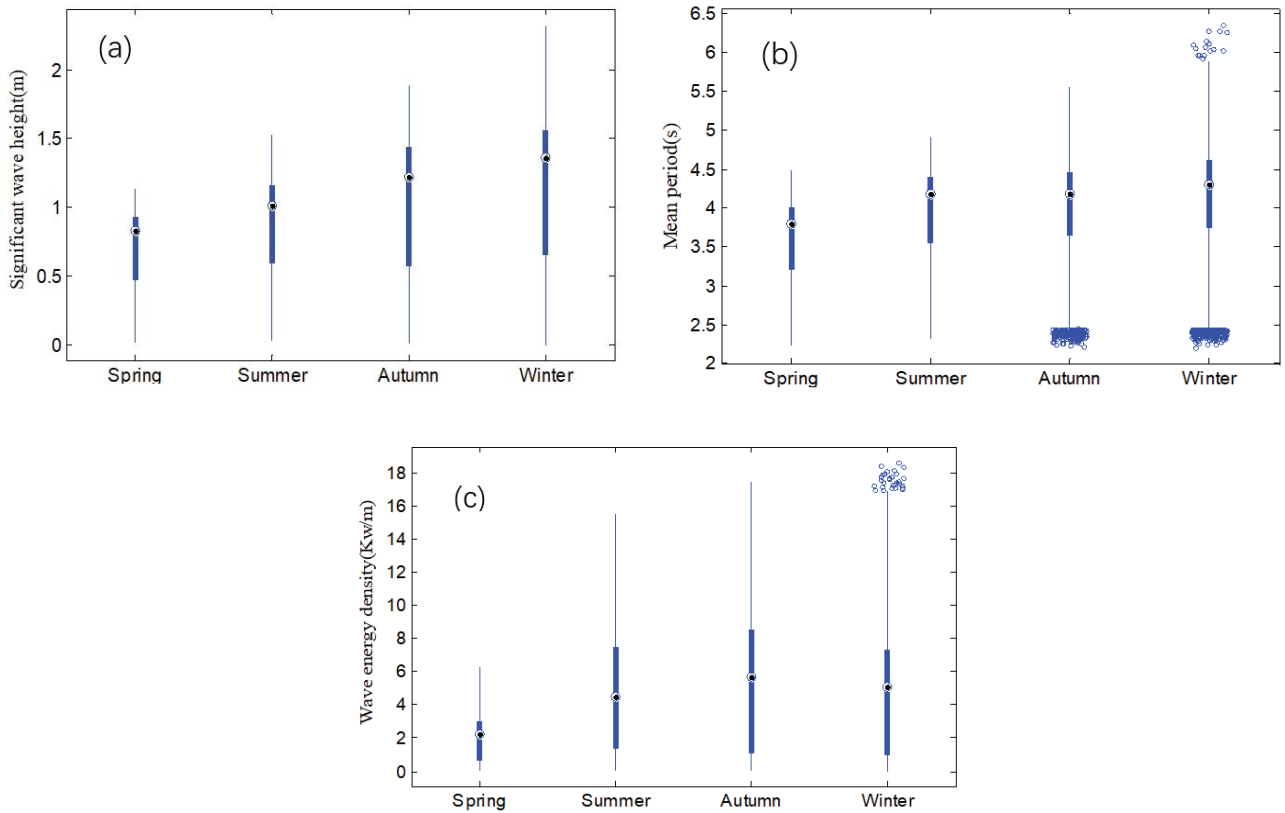 (a)
Significant wave height(m)
2
1.5
1
0.5
0
Spring Summer Autumn Winter
(b)
Mean period(s)
6.5
6
5.5
5
4.5
4
3.5
3
2.5
2
Spring Summer Autumn Winter
(c)
Wave energy density(Kw/m)
18
16
14
12
10
8
6
4
2
0
Spring Summer Autumn Winter